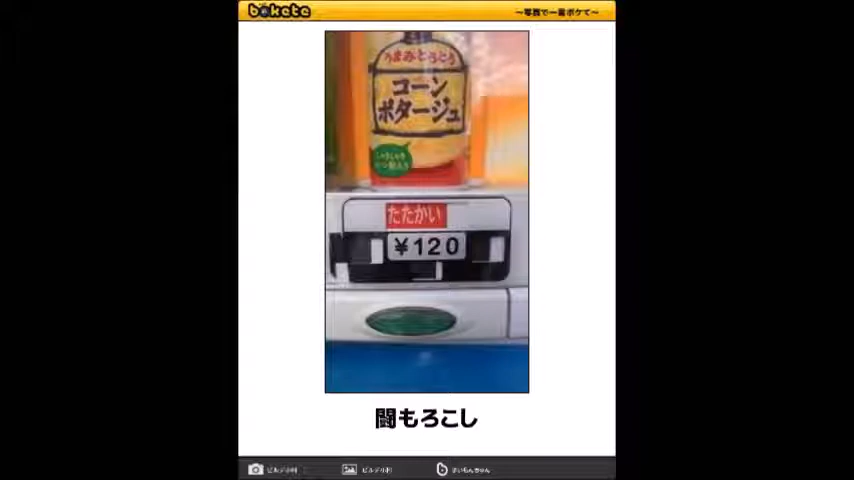 bokete
〜写真で一言ボケて〜
うまみとろとろ
コーン
ポタージュ
たたかい
¥120
闘もろこし